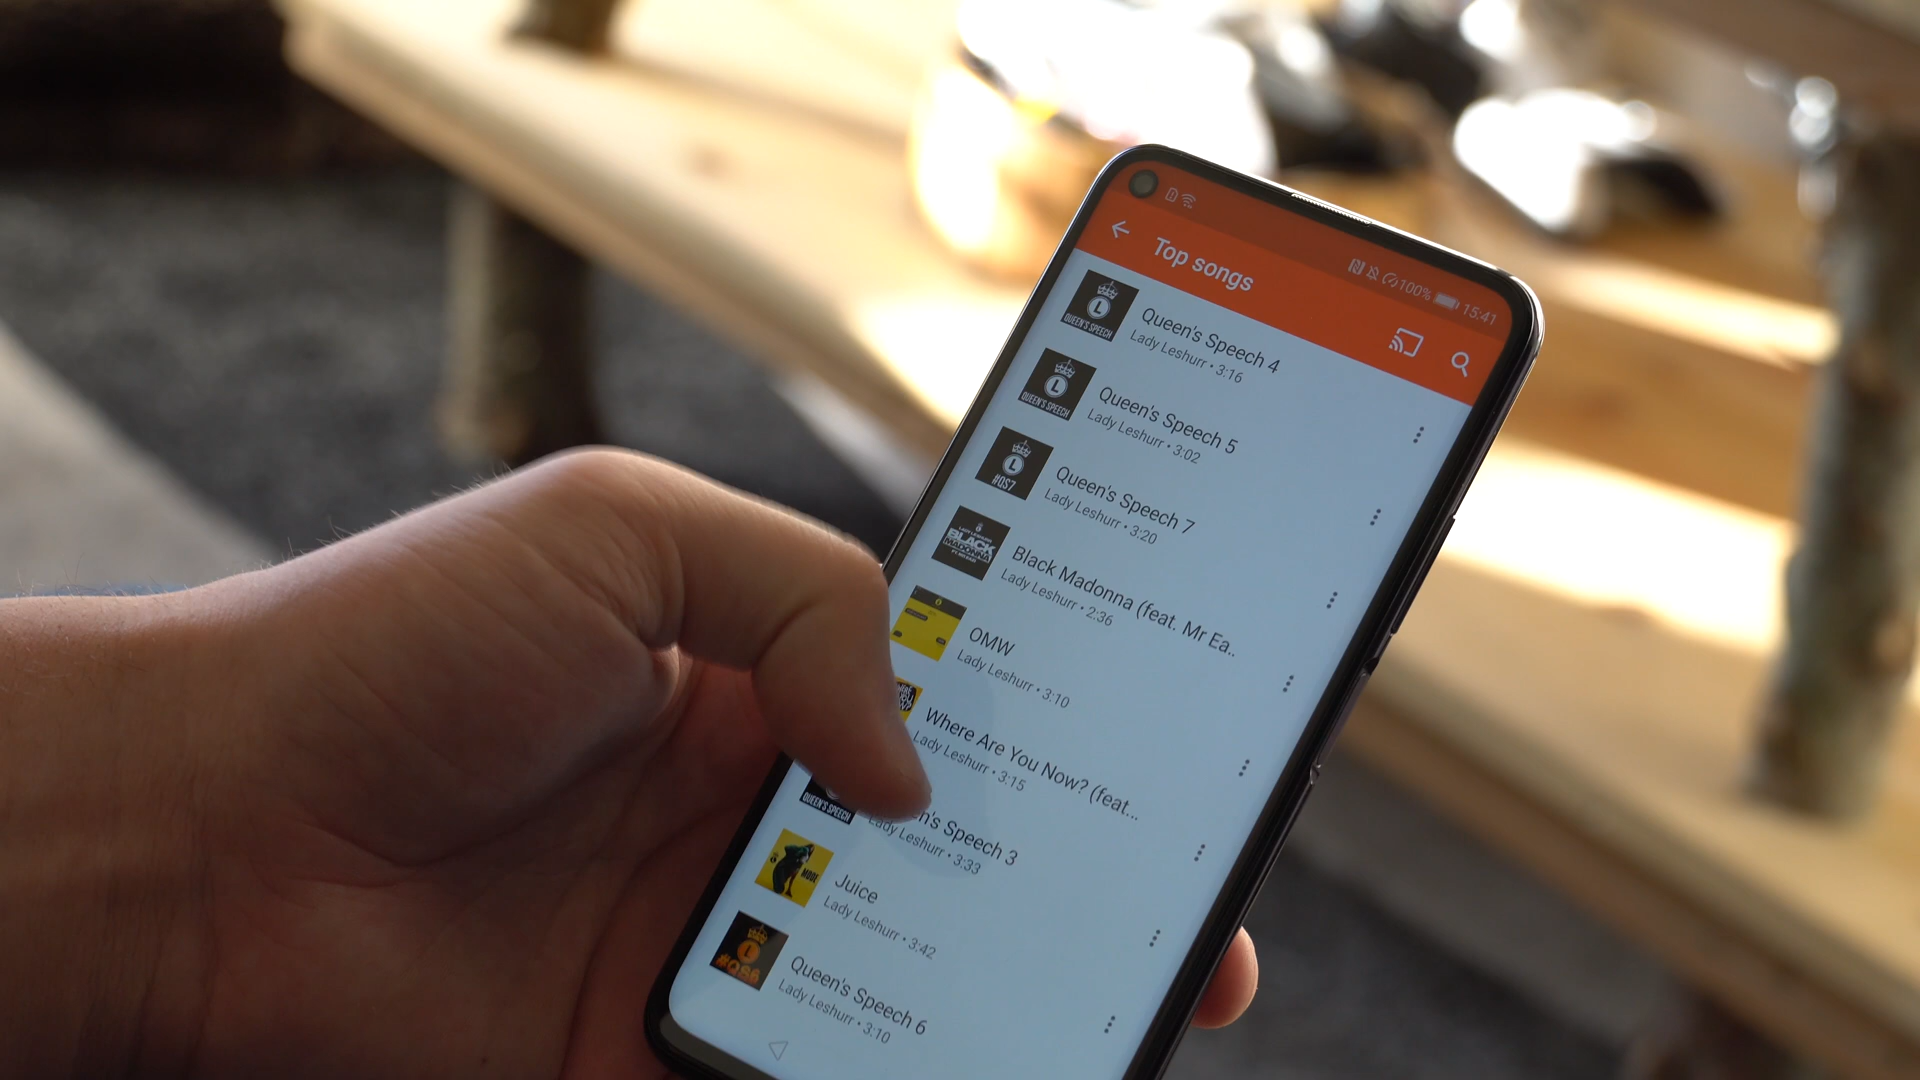 100% 15:41
Top songs
QUEEN'S SPEECH
Queen's Speech 4
Lady Leshurr • 3:16
QUEEN'S SPEECH
Queen's Speech 5
Lady Leshurr • 3:02
#QS7
Queen's Speech 7
Lady Leshurr • 3:20
BLACK
MADONNA
Black Madonna (feat. Mr Ea..
Lady Leshurr • 2:36
OMW
Lady Leshurr • 3:10
Where Are You Now? (feat...
Lady Leshurr • 3:15
QUEEN'S SPEECH
n's Speech 3
Lady Leshurr • 3:33
MODE
Juice
Lady Leshurr • 3:42
#QS6
Queen's Speech 6
Lady Leshurr • 3:10